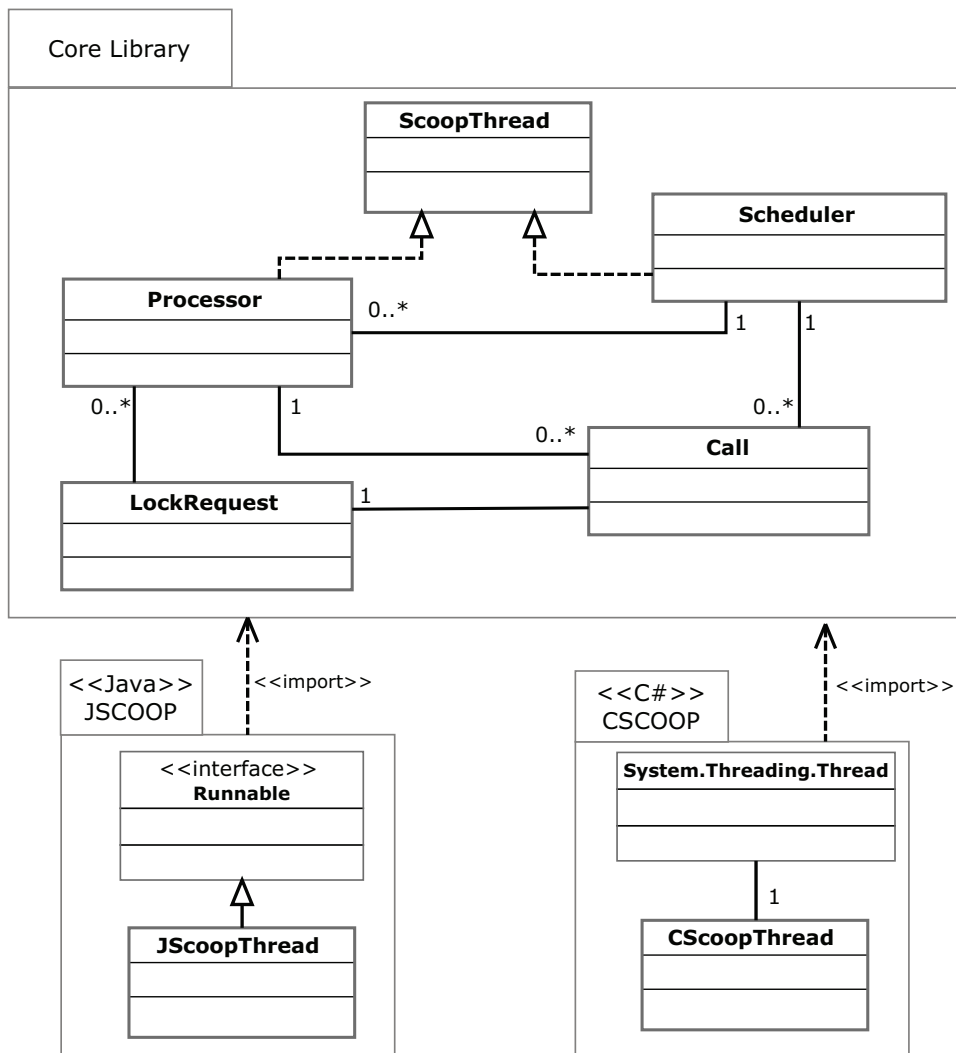 Core Library
ScoopThread
Scheduler
Processor
0..*
1
1
0..*
1
0..*
0..*
Call
LockRequest
1
<<Java>>
JSCOOP
<<import>>
<<C#>>
CSCOOP
<<import>>
<<interface>>
Runnable
System.Threading.Thread
1
JScoopThread
CScoopThread